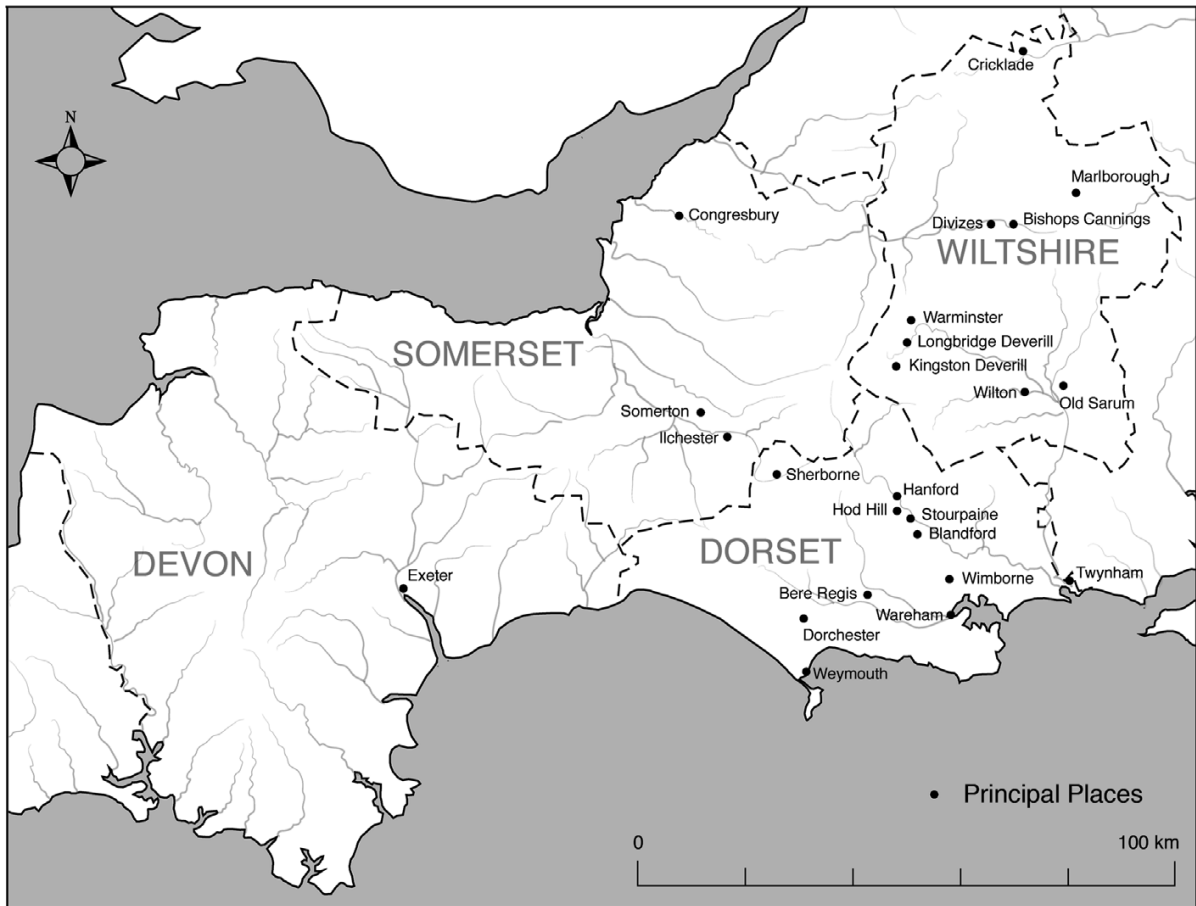 Cricklade
N
Marlborough
Congresbury
Divizes
Bishops Cannings
WILTSHIRE
Warminster
Longbridge Deverill
SOMERSET
Kingston Deverill
Wilton
Old Sarum
Somerton
Ilchester
Sherborne
Hanford
Hod Hill
Stourpaine
Blandford
DORSET
DEVON
Exeter
Wimborne
Twynham
Bere Regis
Wareham
Dorchester
Weymouth
Principal Places
0
100 km